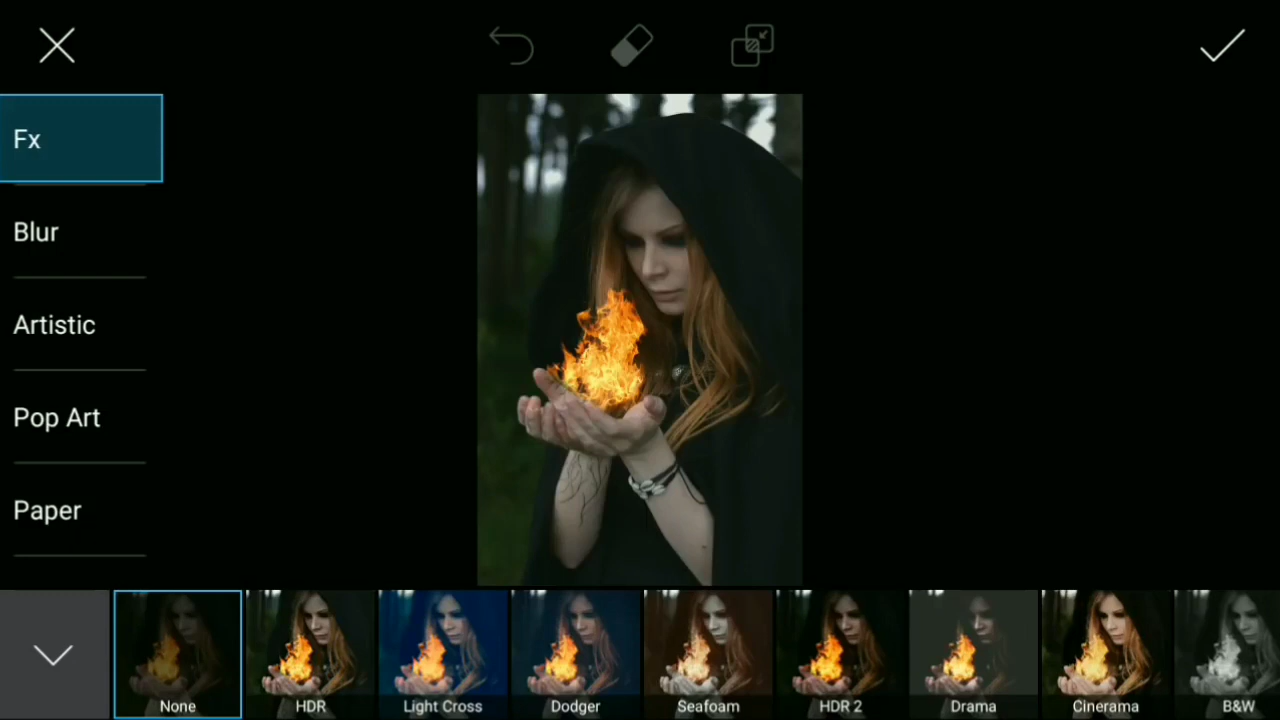 Fx
Blur
Artistic
Pop Art
Paper
None
HDR
Light Cross
Dodger
Seafoam
HDR 2
Drama
Cinerama
B&W